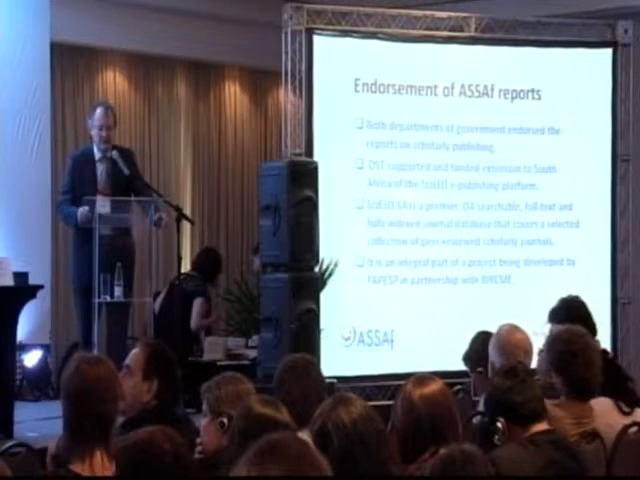 Endorsement of ASSAf reports
❑ Both departments of government endorsed the
reports on scholarly publishing.
❑ DST supported and funded extension to South
Africa of the SciELO e-publishing platform.
❑ SciELO SA is a premier, OA searchable, full-text and
fully indexed journal database that covers a selected
collection of peer reviewed scholarly journals.
❑ It is an integral part of a project being developed by
FAPESP in partnership with BIREME.
ASSAf